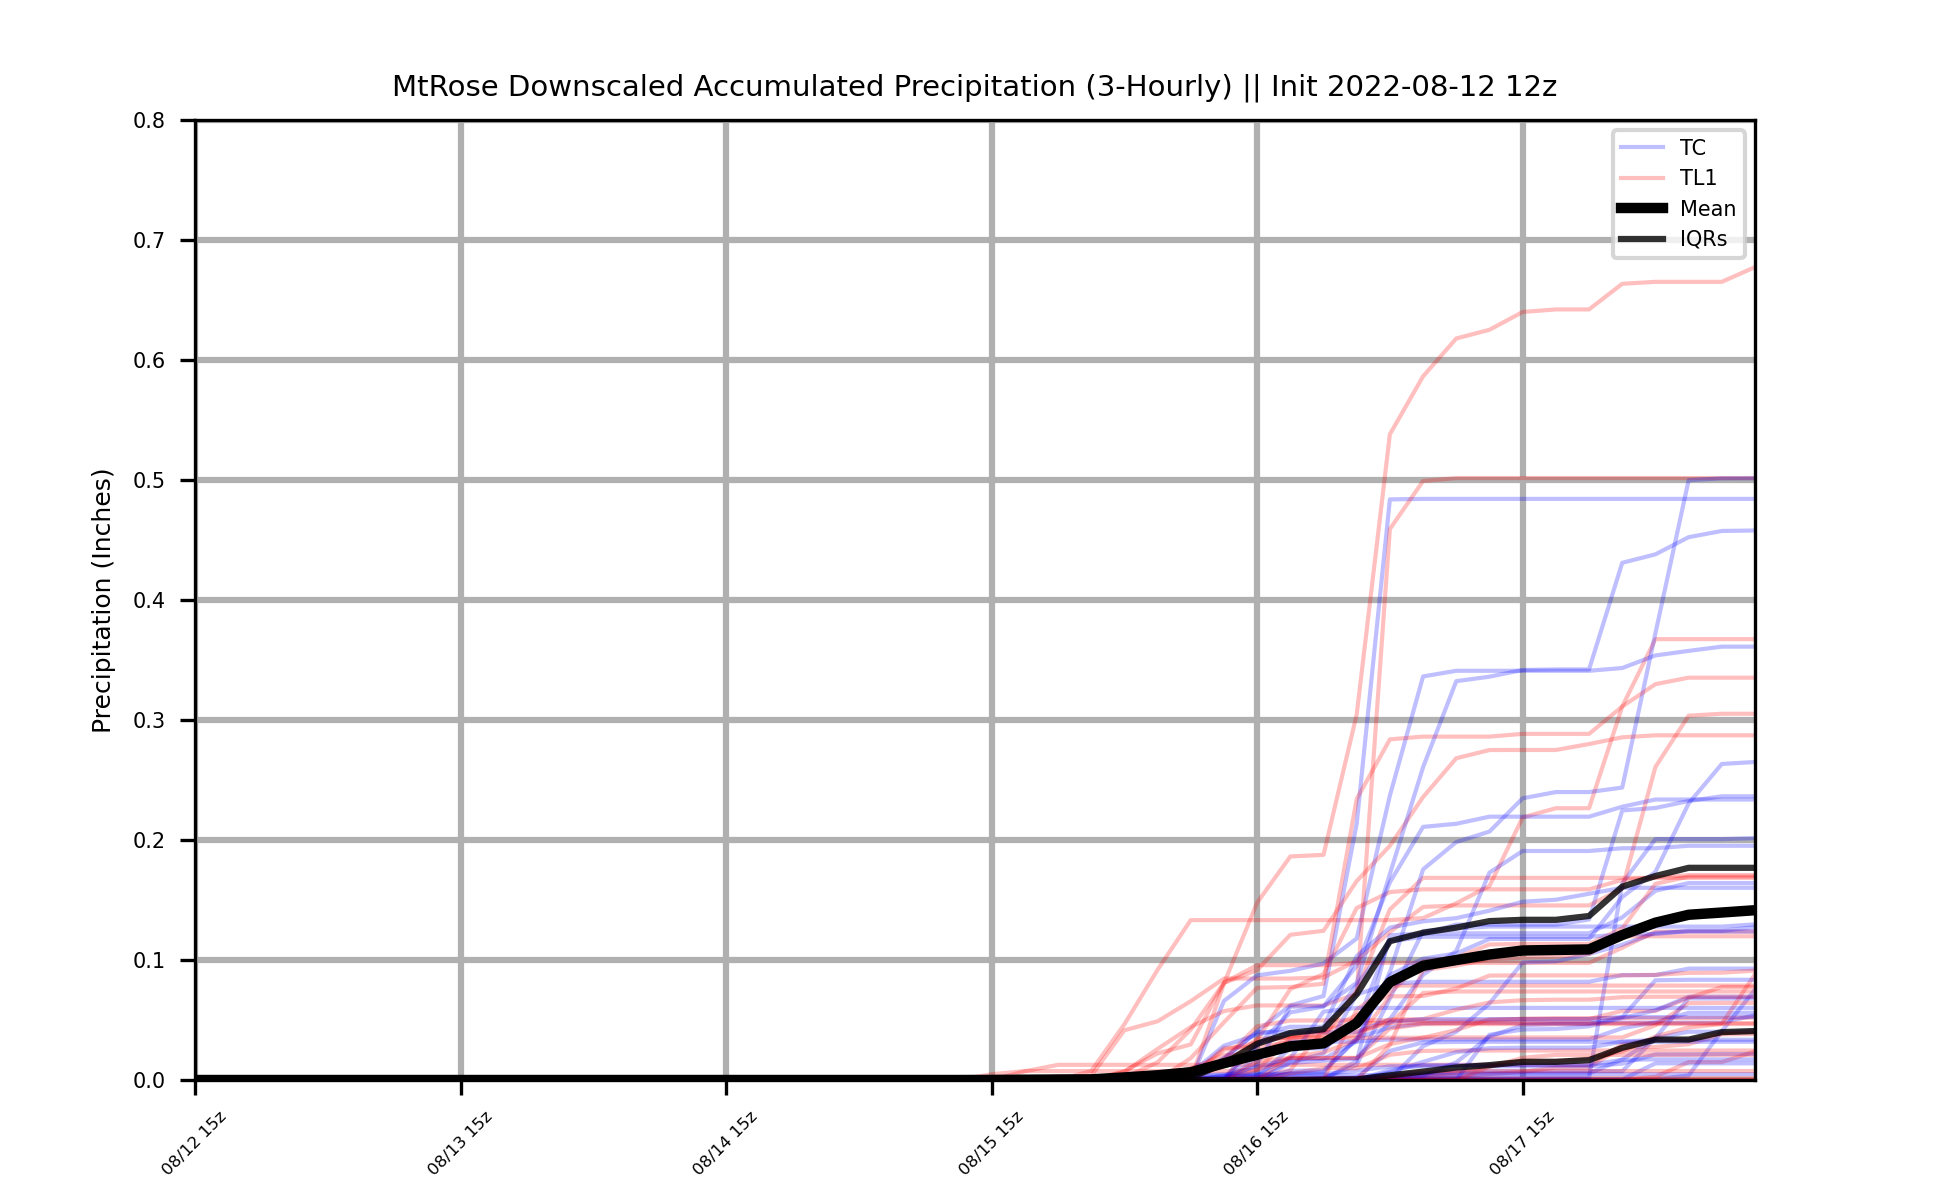 MtRose Downscaled Accumulated Precipitation (3-Hourly) || Init 2022-08-12 12z
Precipitation (Inches)
0.8
0.7
0.6
0.5
0.4
0.3
0.2
0.1
0.0
TC
TL1
Mean
IQRs
08/12 15z
08/13 15z
08/14 15z
08/15 15z
08/16 15z
08/17 15z